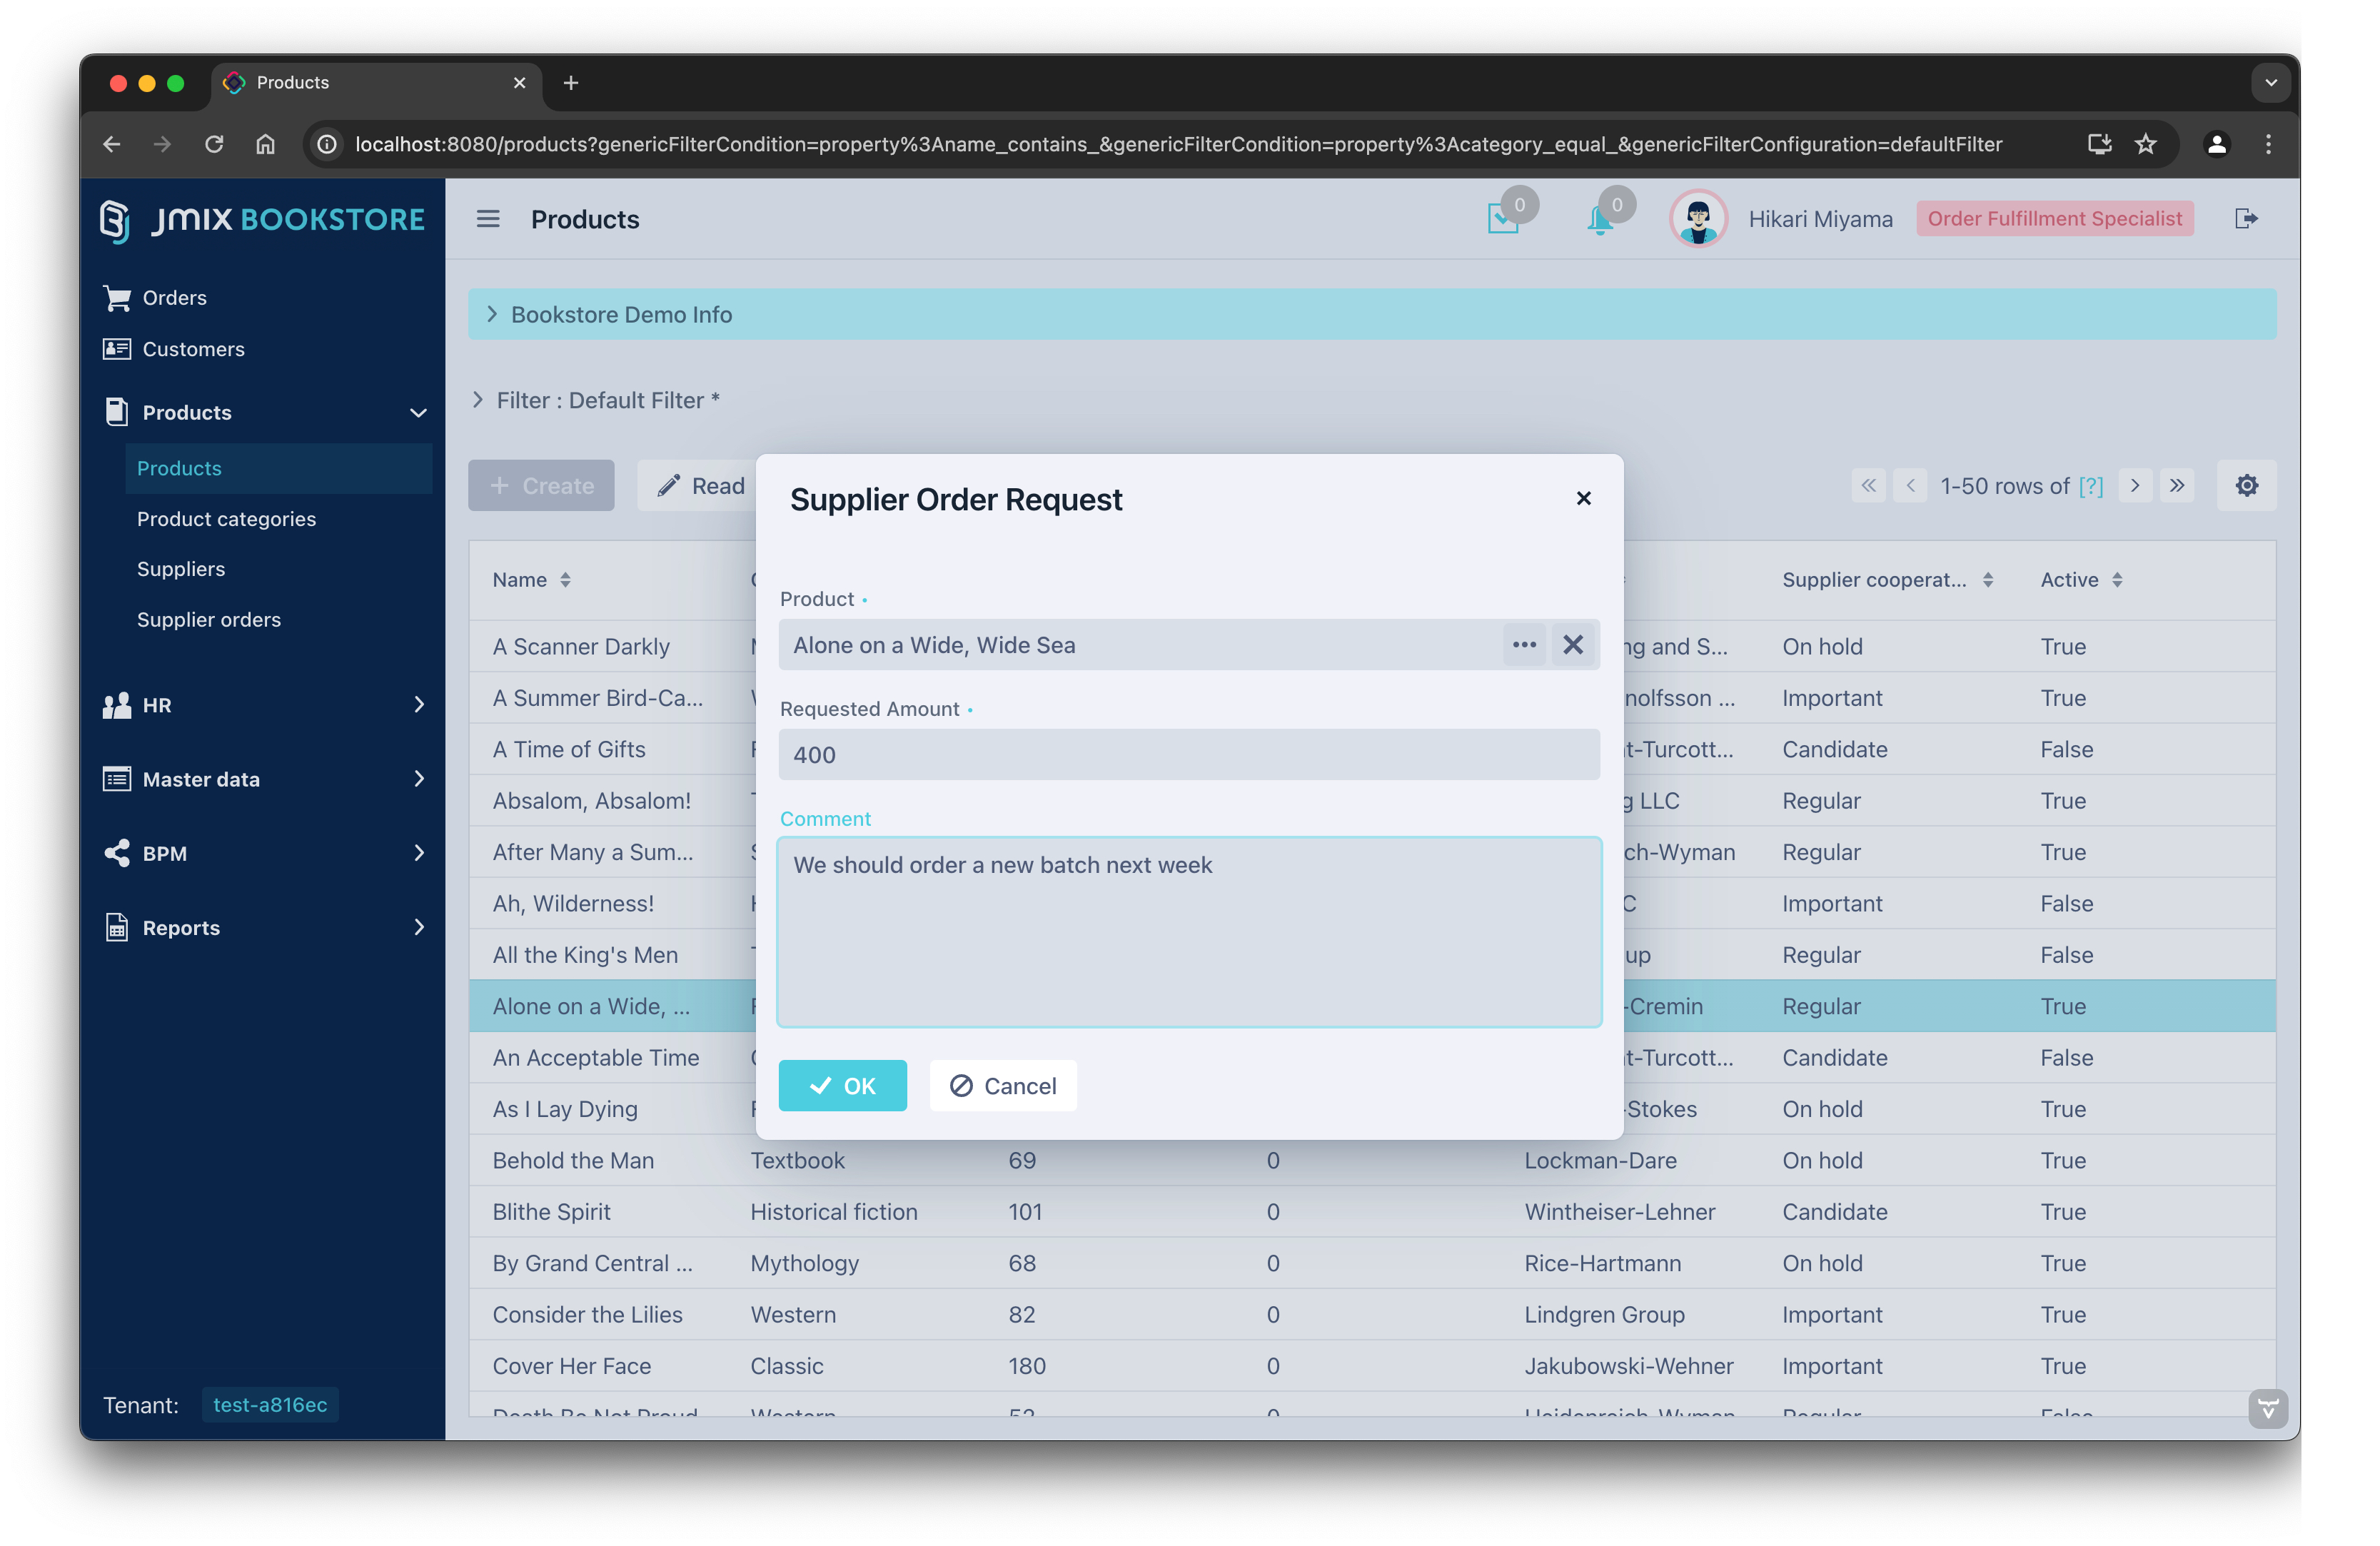 Products
localhost:8080/products?genericFilterCondition=property%3Aname_contains_&genericFilterCondition=property%3Acategory_equal_&genericFilterConfiguration=defaultFilter
JMIX BOOKSTORE
Products
0
0
Hikari Miyama
Order Fulfillment Specialist
Orders
Customers
Products
Products
Product categories
Suppliers
Supplier orders
HR
Master data
BPM
Reports
Tenant: test-a816ec
Bookstore Demo Info
Filter : Default Filter *
Create
Read
1-50 rows of [?]
Supplier Order Request
Product •
Alone on a Wide, Wide Sea
Requested Amount •
400
Comment
We should order a new batch next week
OK
Cancel
Name Supplier cooperat... Active
A Scanner Darkly ng and S... On hold True
A Summer Bird-Ca... nolfsson ... Important True
A Time of Gifts t-Turcott... Candidate False
Absalom, Absalom! g LLC Regular True
After Many a Sum... ch-Wyman Regular True
Ah, Wilderness! C Important False
All the King's Men up Regular False
Alone on a Wide, ... -Cremin Regular True
An Acceptable Time t-Turcott... Candidate False
As I Lay Dying -Stokes On hold True
Behold the Man Textbook 69 0 Lockman-Dare On hold True
Blithe Spirit Historical fiction 101 0 Wintheiser-Lehner Candidate True
By Grand Central ... Mythology 68 0 Rice-Hartmann On hold True
Consider the Lilies Western 82 0 Lindgren Group Important True
Cover Her Face Classic 180 0 Jakubowski-Wehner Important True
Death Be Not Proud Western 52 0 Heidenreich-Wyman Regular False